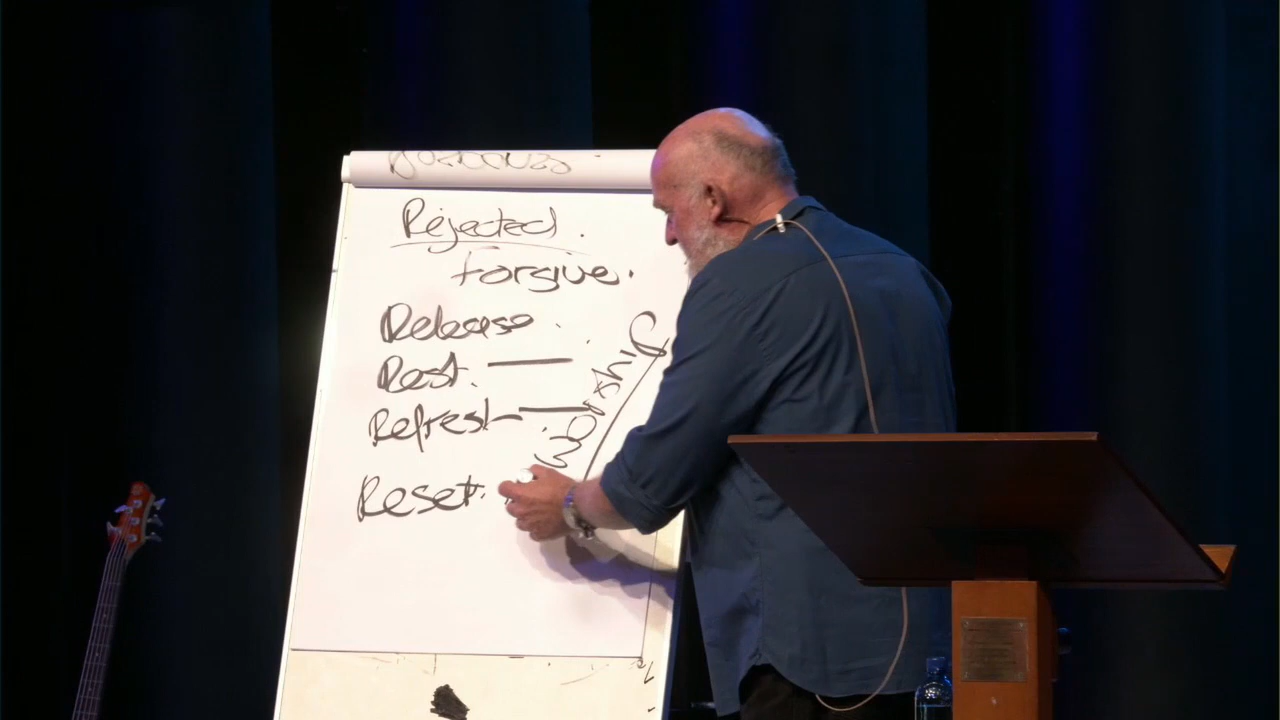 Rejected.
Forgive.
Release.
Rest.
Refresh
Reset.
Worship